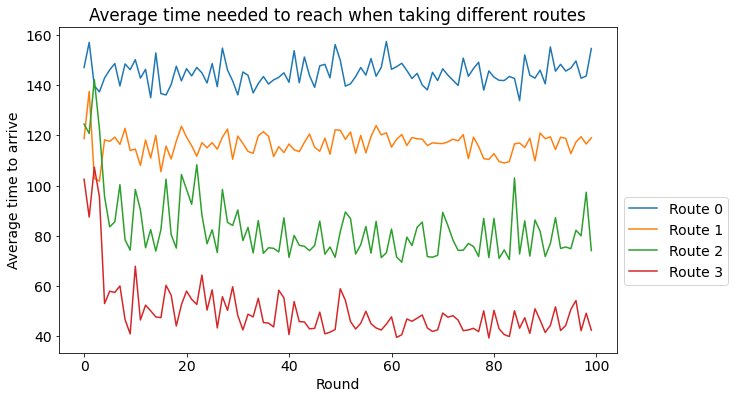 Average time needed to reach when taking different routes
Average time to arrive
160
140
120
100
80
60
40
0
20
40
60
80
100
Round
Route 0
Route 1
Route 2
Route 3